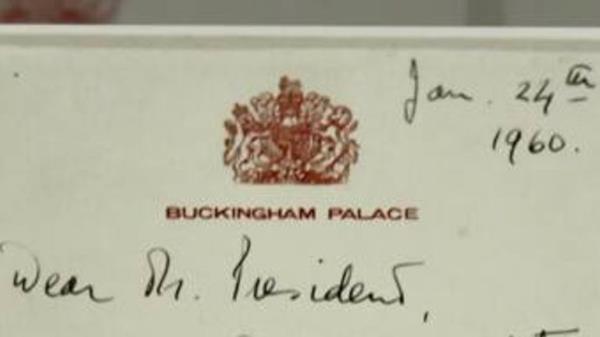 Jan. 24th
1960.
BUCKINGHAM PALACE
Dear Mr. President,